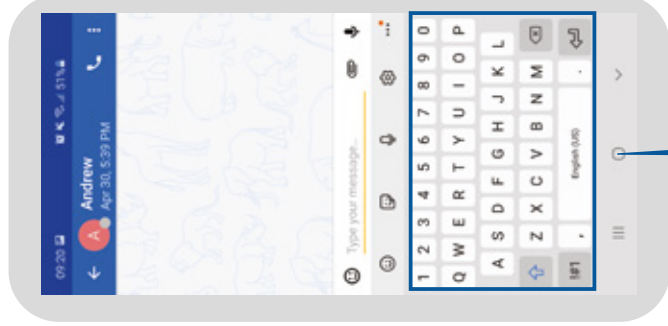 09:20 51%
A Andrew
Apr 30, 5:39 PM
Type your message...
1 2 3 4 5 6 7 8 9 0
Q W E R T Y U I O P
A S D F G H J K L
Z X C V B N M
!#1 , English (US) .